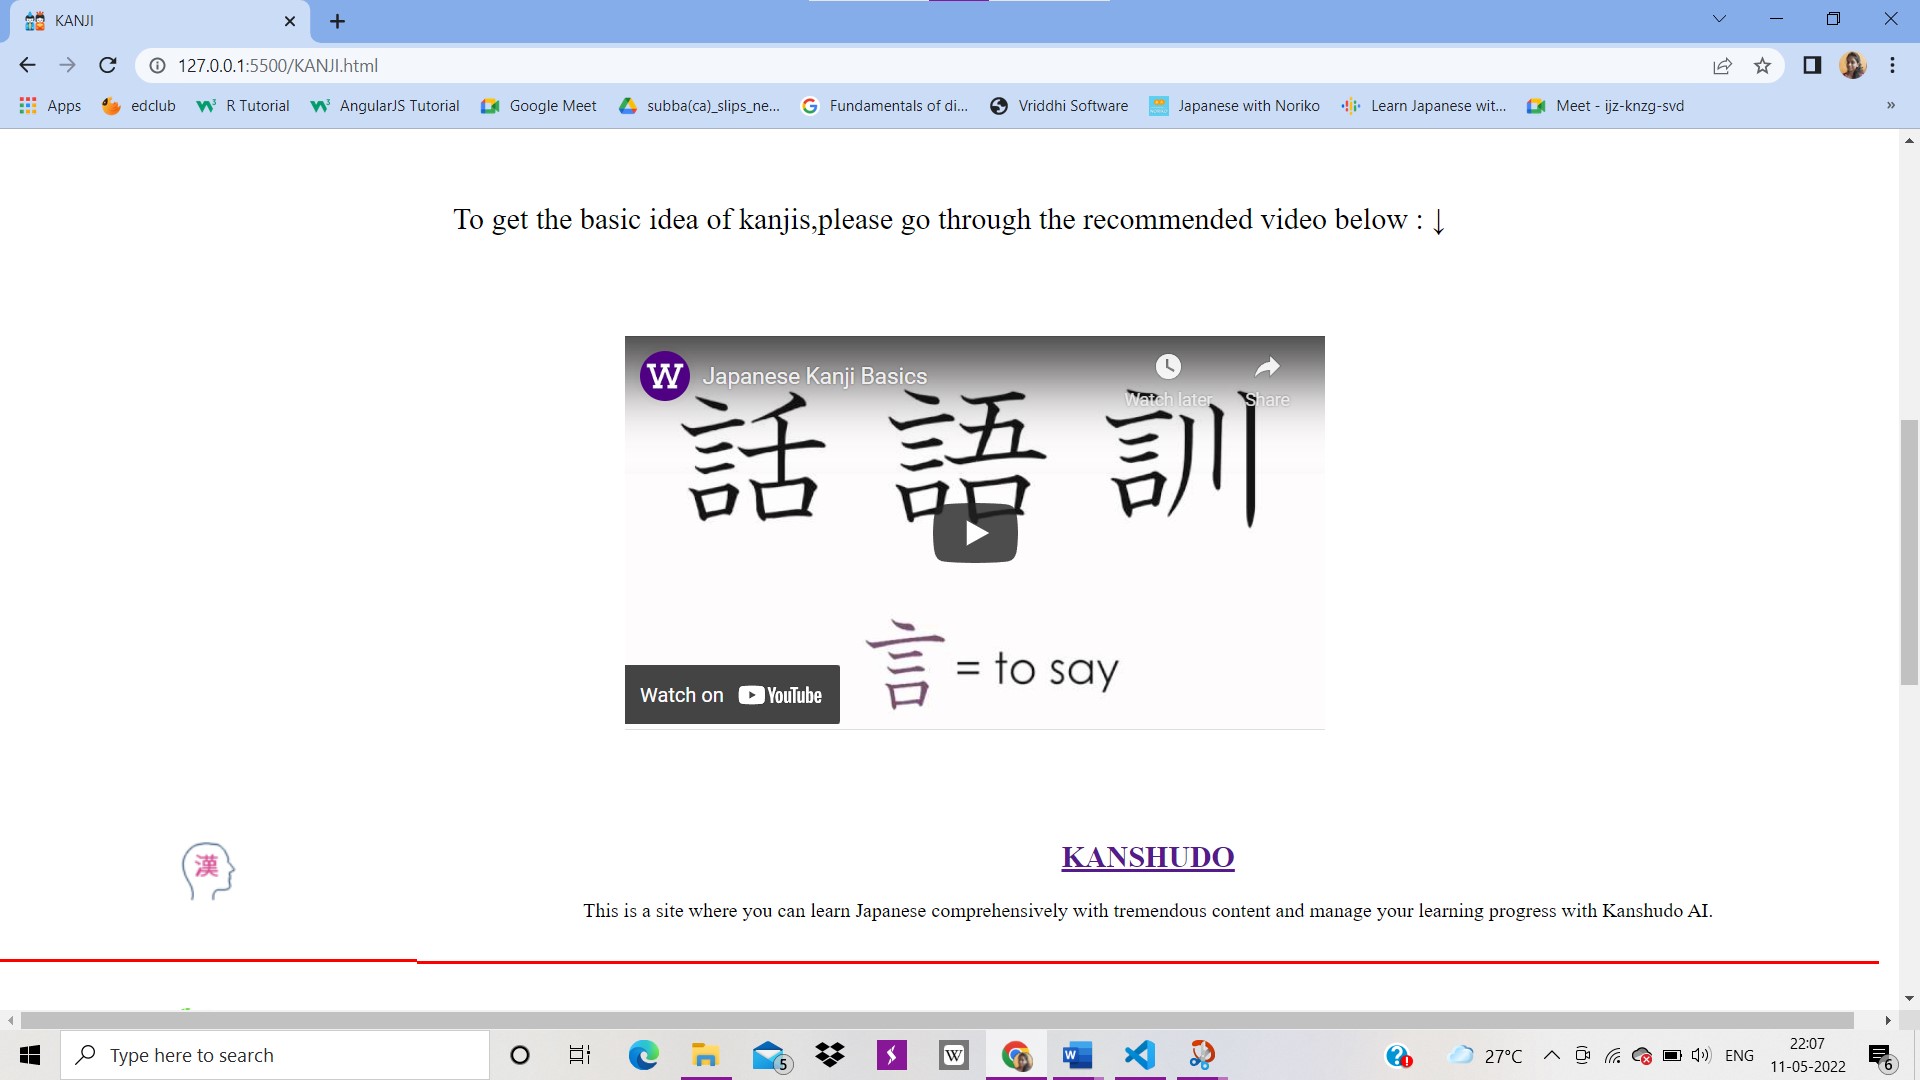 KANJI
127.0.0.1:5500/KANJI.html
Apps edclub R Tutorial AngularJS Tutorial Google Meet subba(ca)_slips_ne... Fundamentals of di... Vriddhi Software Japanese with Noriko Learn Japanese wit... Meet - ijz-knzg-svd »
To get the basic idea of kanjis,please go through the recommended video below : ↓
W Japanese Kanji Basics
Watch later Share
話 語 訓
言 = to say
Watch on YouTube
漢
KANSHUDO
This is a site where you can learn Japanese comprehensively with tremendous content and manage your learning progress with Kanshudo AI.
Type here to search
5
W
W
27°C
ENG
22:07
11-05-2022
6